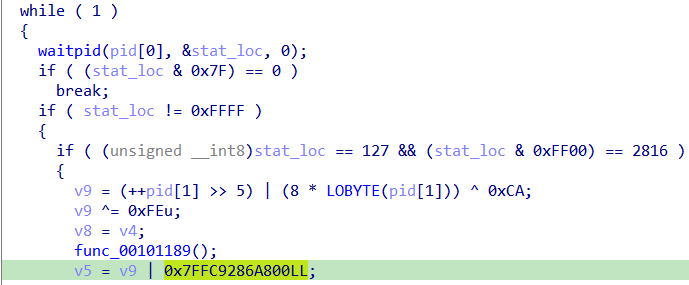 while ( 1 )
{
waitpid(pid[0], &stat_loc, 0);
if ( (stat_loc & 0x7F) == 0 )
break;
if ( stat_loc != 0xFFFF )
{
if ( (unsigned __int8)stat_loc == 127 && (stat_loc & 0xFF00) == 2816 )
{
v9 = (++pid[1] >> 5) | (8 * LOBYTE(pid[1])) ^ 0xCA;
v9 ^= 0xFEu;
v8 = v4;
func_00101189();
v5 = v9 | 0x7FFC9286A800LL;